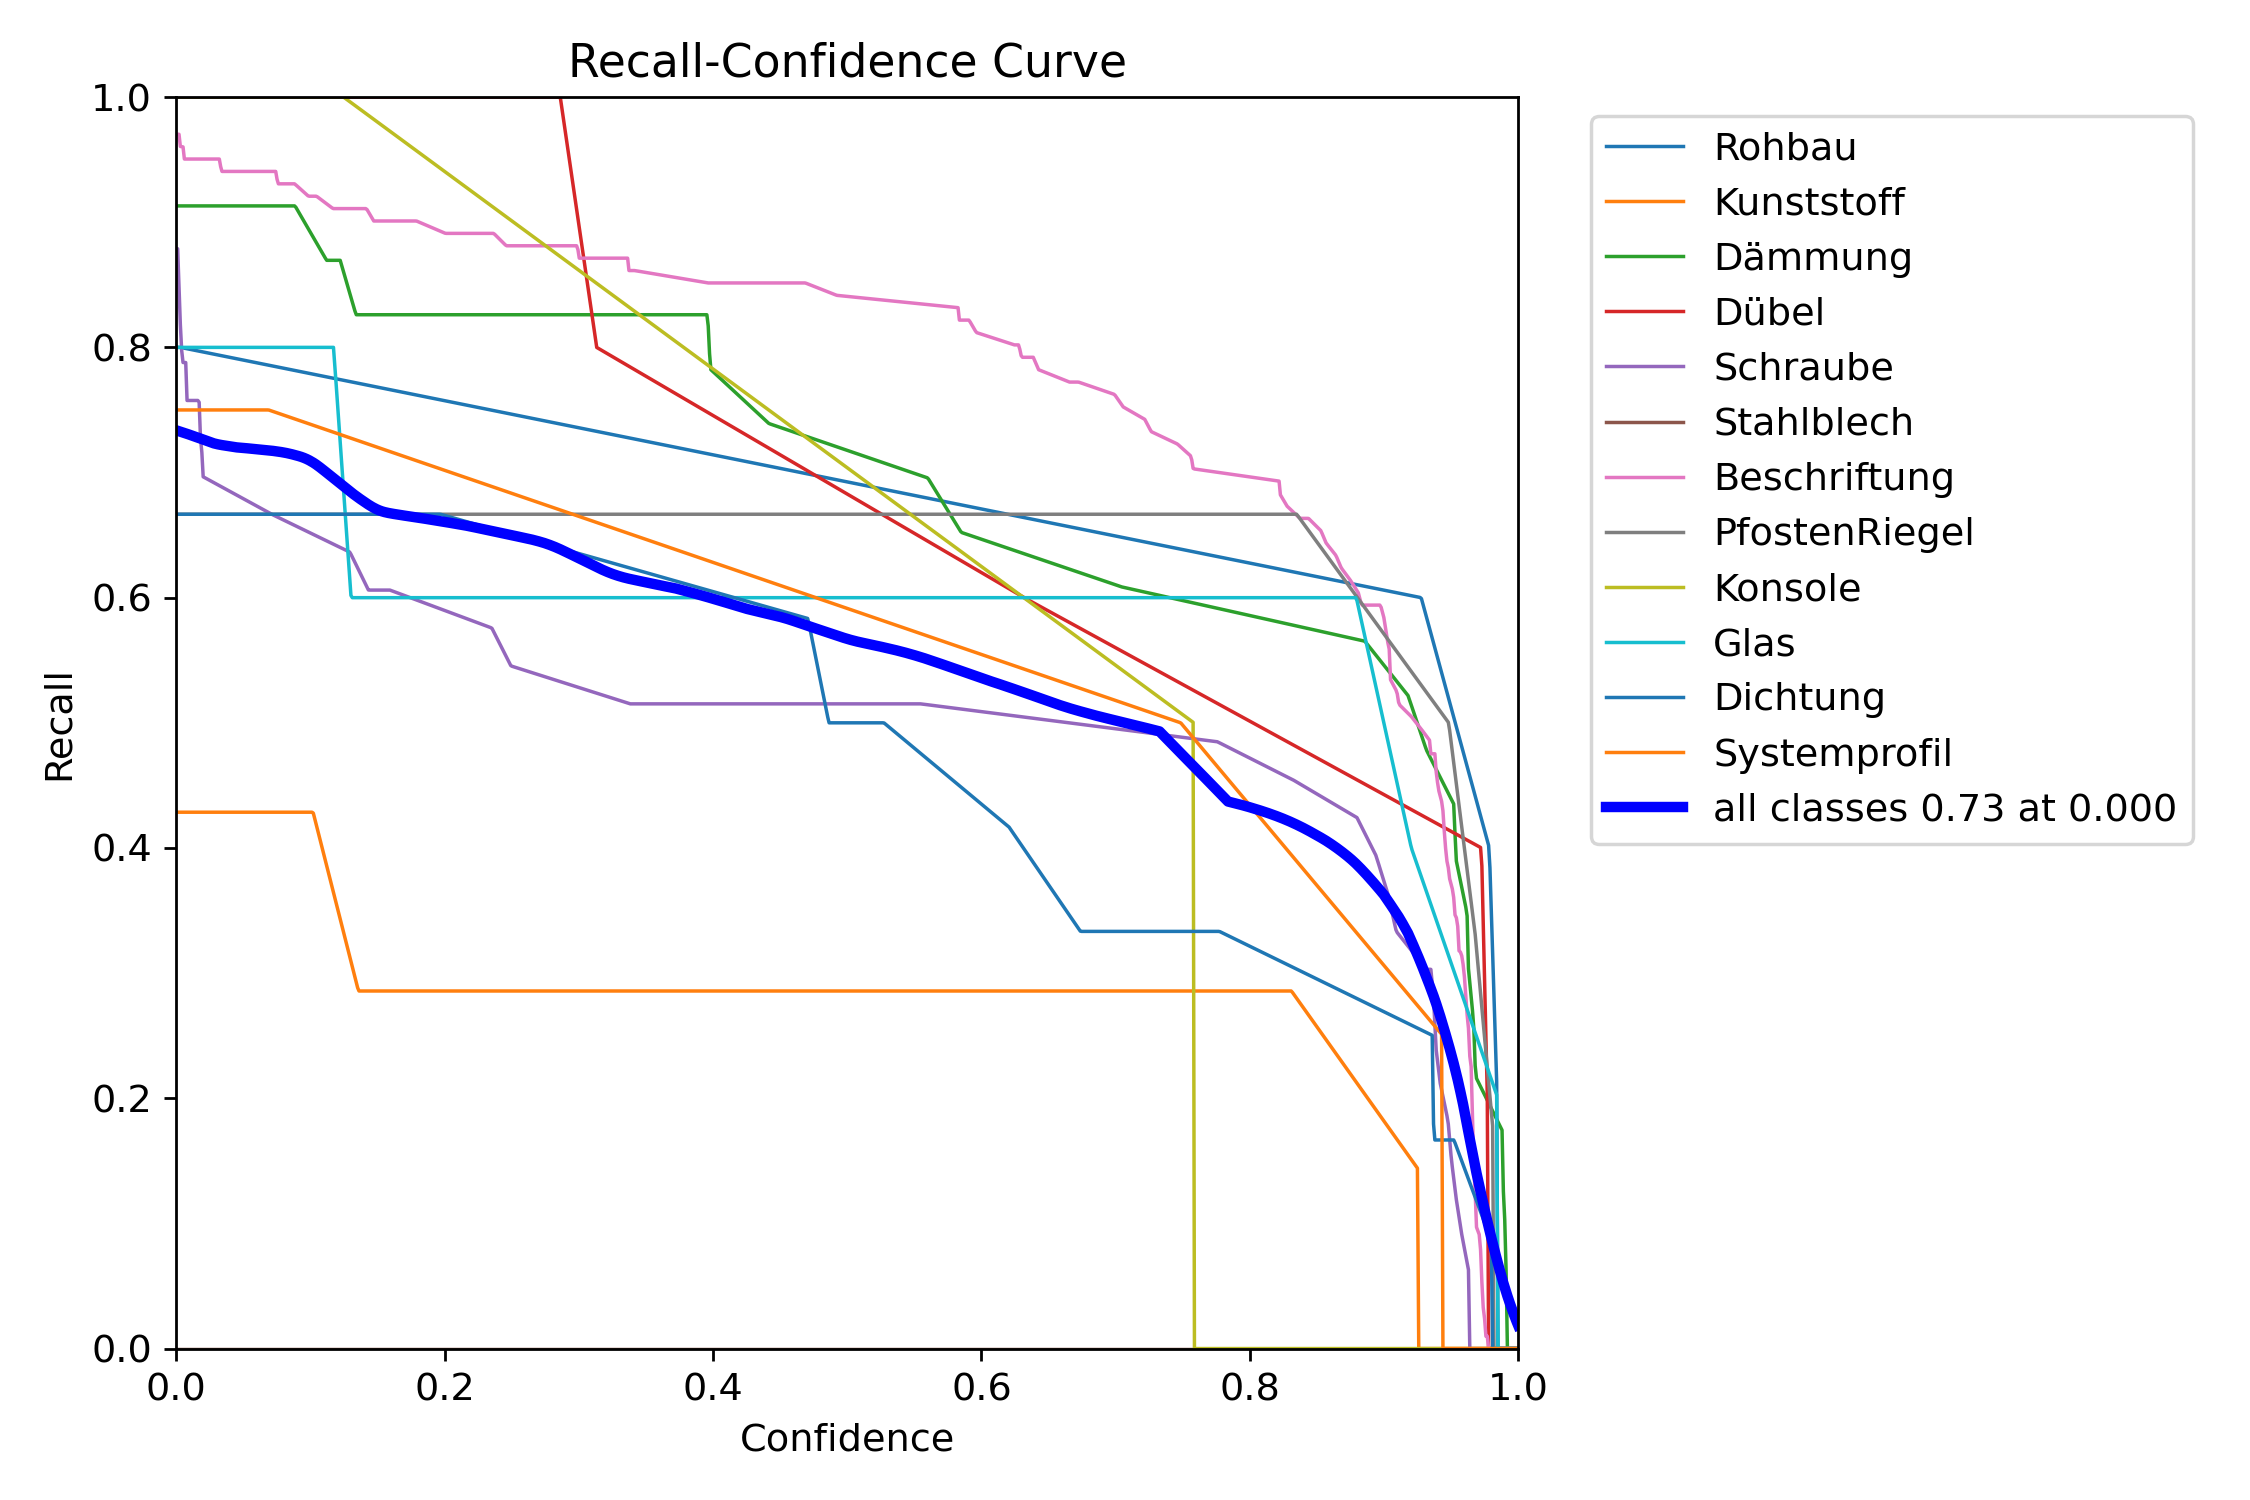 Recall-Confidence Curve
1.0
0.8
0.6
0.4
0.2
0.0
Recall
0.0 0.2 0.4 0.6 0.8 1.0
Confidence
Rohbau
Kunststoff
Dämmung
Dübel
Schraube
Stahlblech
Beschriftung
PfostenRiegel
Konsole
Glas
Dichtung
Systemprofil
all classes 0.73 at 0.000